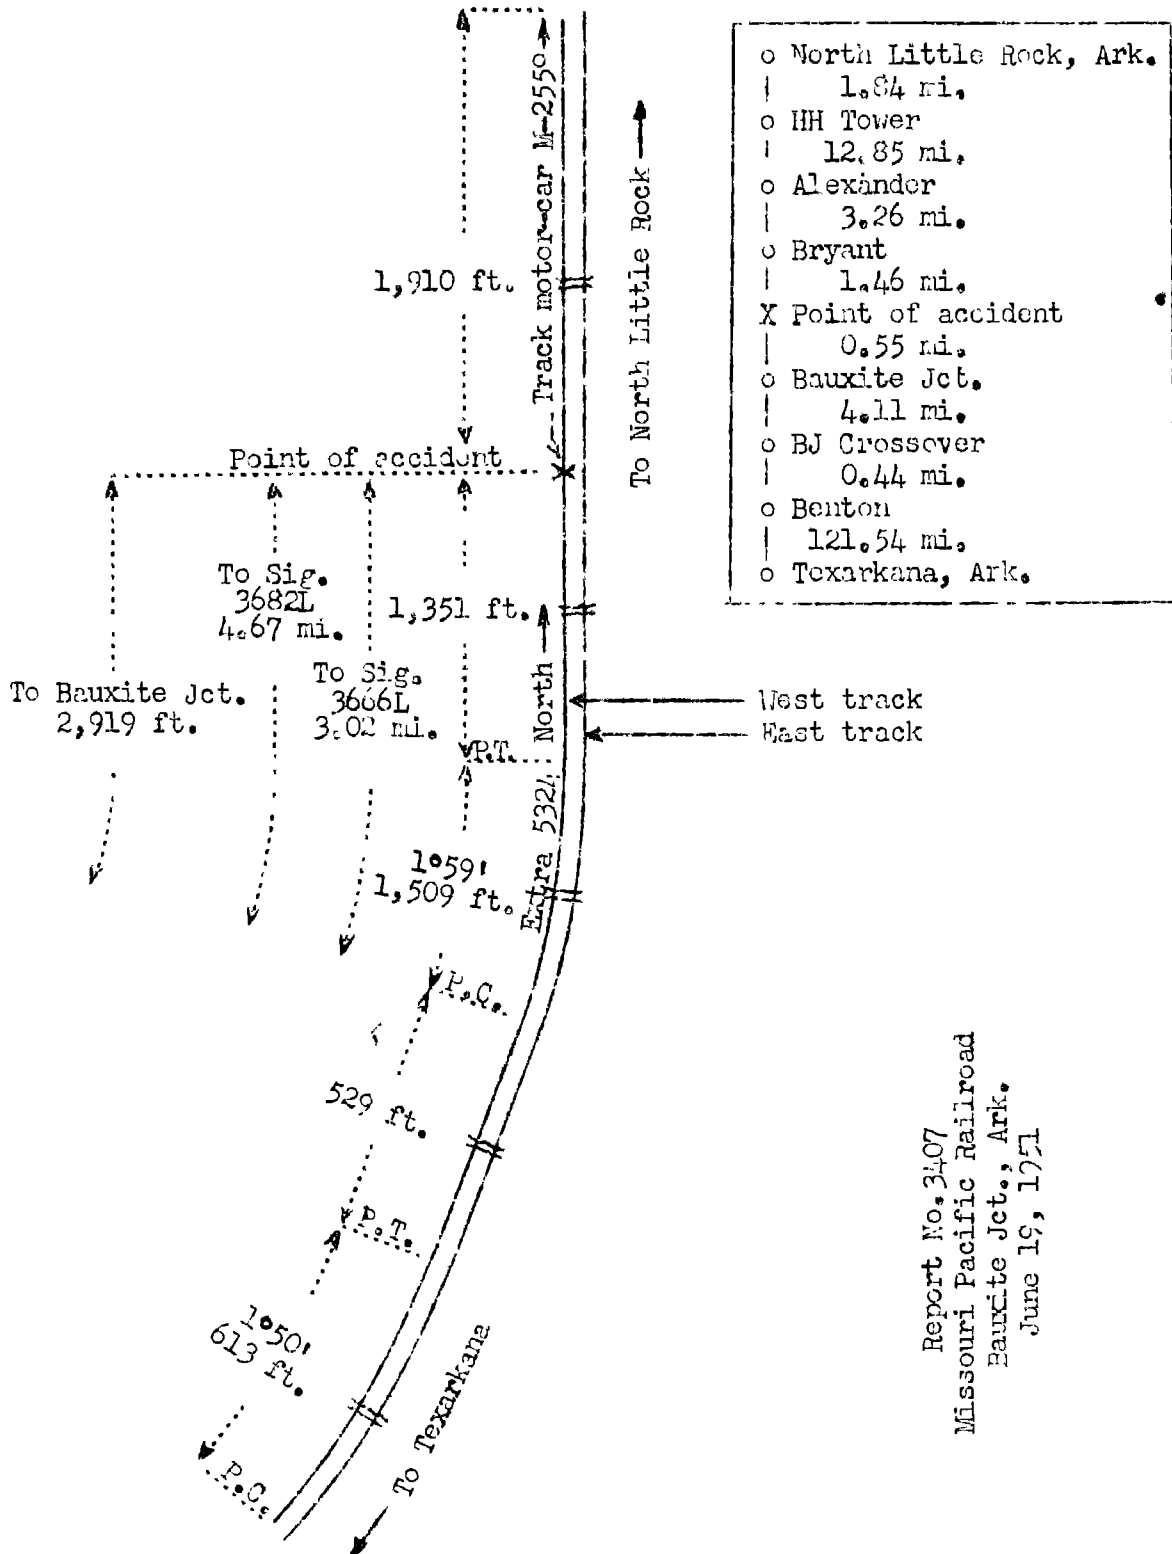 Track motor-car M-2550
To North Little Rock
1,910 ft.
Point of accident
To Sig.
3682L
4.67 mi.
1,351 ft.
To Bauxite Jct.
2,919 ft.
To Sig.
3666L
3.02 mi.
P.T.
Extra 5324 North
West track
East track
1°59'
1,509 ft.
P.C.
529 ft.
P.T.
1°50'
613 ft.
P.C.
To Texarkana
o North Little Rock, Ark.
1.84 mi.
o HH Tower
12.85 mi.
o Alexander
3.26 mi.
o Bryant
1.46 mi.
X Point of accident
0.55 mi.
o Bauxite Jct.
4.11 mi.
o BJ Crossover
0.44 mi.
o Benton
121.54 mi.
o Texarkana, Ark.
Report No. 3407
Missouri Pacific Railroad
Bauxite Jct., Ark.
June 19, 1951